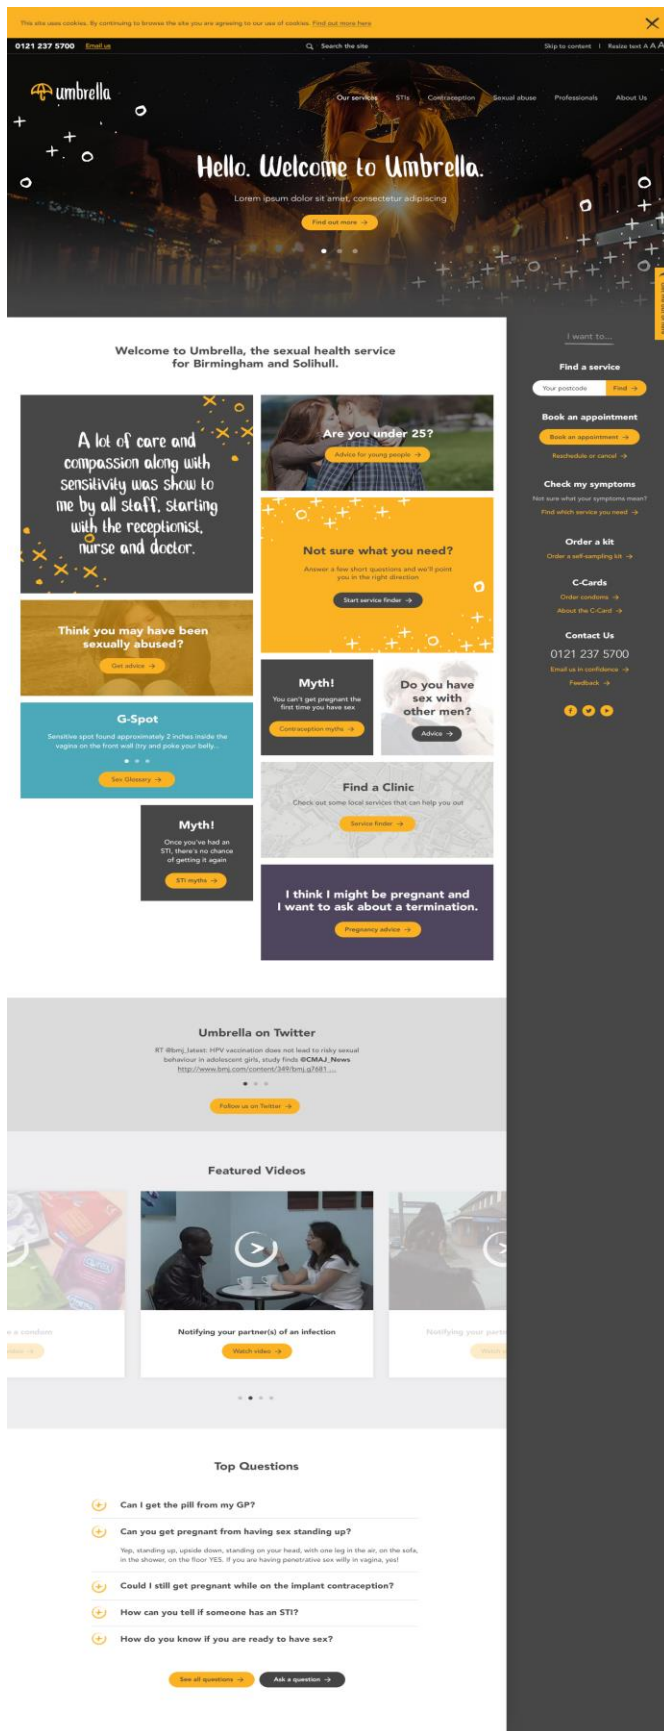 This site uses cookies. By continuing to browse the site you are agreeing to our use of cookies. Find out more here
0121 237 5700 Email us Search the site Skip to content | Resize text A A A
umbrella
Our services STIs Contraception Sexual abuse Professionals About Us
Hello. Welcome to Umbrella.
Lorem ipsum dolor sit amet, consectetur adipiscing
Find out more →
Welcome to Umbrella, the sexual health service
for Birmingham and Solihull.
A lot of care and
compassion along with
sensitivity was show to
me by all staff, starting
with the receptionist,
nurse and doctor.
Are you under 25?
Advice for young people →
Not sure what you need?
Answer a few short questions and we'll point
you in the right direction
Start service finder →
Think you may have been
sexually abused?
Get advice →
Myth!
You can't get pregnant the
first time you have sex
Contraception myths →
Do you have
sex with
other men?
Advice →
G-Spot
Sensitive spot found approximately 2 inches inside the
vagina on the front wall (try and poke your belly...
Sex Glossary →
Find a Clinic
Check out some local services that can help you out
Service finder →
Myth!
Once you've had an
STI, there's no chance
of getting it again
STI myths →
I think I might be pregnant and
I want to ask about a termination.
Pregnancy advice →
I want to...
Find a service
Your postcode Find →
Book an appointment
Book an appointment →
Reschedule or cancel →
Check my symptoms
Not sure what your symptoms mean?
Find which service you need →
Order a kit
Order a self-sampling kit →
C-Cards
Order condoms →
About the C-Card →
Contact Us
0121 237 5700
Email us in confidence →
Feedback →
Umbrella on Twitter
RT @bmj_latest: HPV vaccination does not lead to risky sexual
behaviour in adolescent girls, study finds @CMAJ_News
http://www.bmj.com/content/349/bmj.g7681 ...
Follow us on Twitter →
Featured Videos
e a condom
Notifying your partner(s) of an infection
Watch video →
Notifying your part
Top Questions
Can I get the pill from my GP?
Can you get pregnant from having sex standing up?
Yep, standing up, upside down, standing on your head, with one leg in the air, on the sofa,
in the shower, on the floor YES. If you are having penetrative sex willy in vagina, yes!
Could I still get pregnant while on the implant contraception?
How can you tell if someone has an STI?
How do you know if you are ready to have sex?
See all questions →
Ask a question →